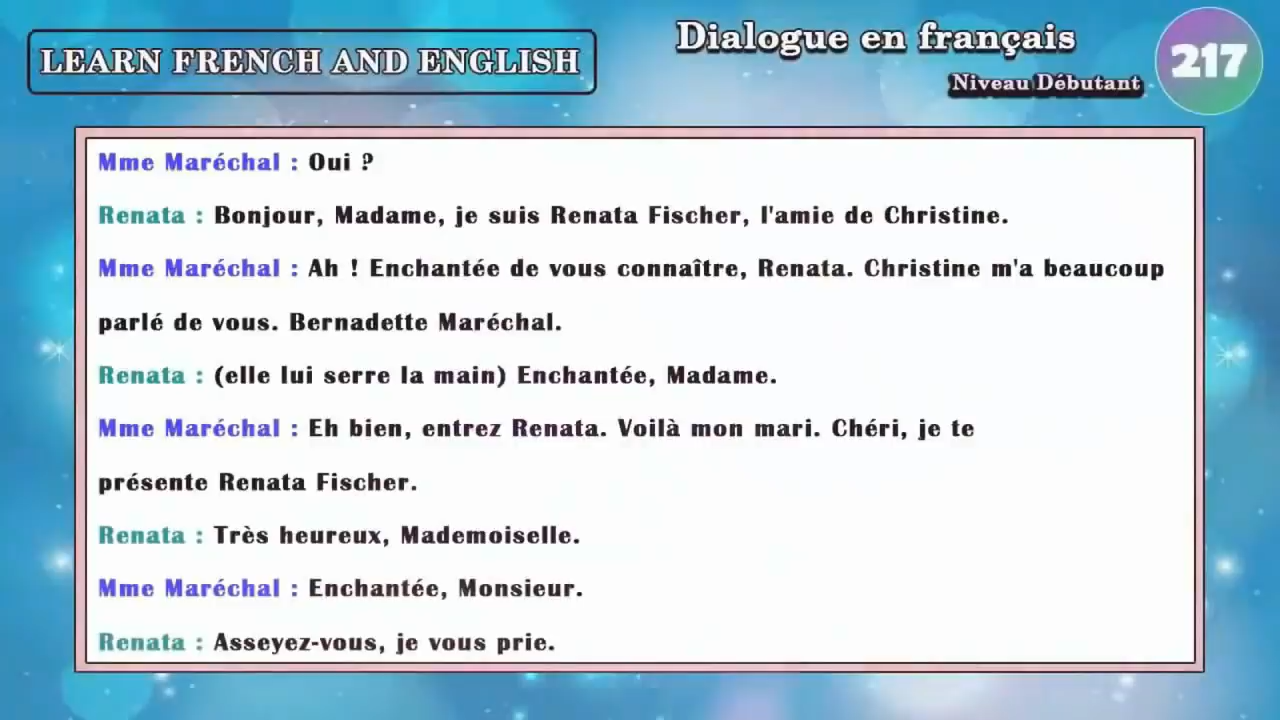 LEARN FRENCH AND ENGLISH
Dialogue en français
Niveau Débutant
217
Mme Maréchal : Oui ?
Renata : Bonjour, Madame, je suis Renata Fischer, l'amie de Christine.
Mme Maréchal : Ah ! Enchantée de vous connaître, Renata. Christine m'a beaucoup
parlé de vous. Bernadette Maréchal.
Renata : (elle lui serre la main) Enchantée, Madame.
Mme Maréchal : Eh bien, entrez Renata. Voilà mon mari. Chéri, je te
présente Renata Fischer.
Renata : Très heureux, Mademoiselle.
Mme Maréchal : Enchantée, Monsieur.
Renata : Asseyez-vous, je vous prie.